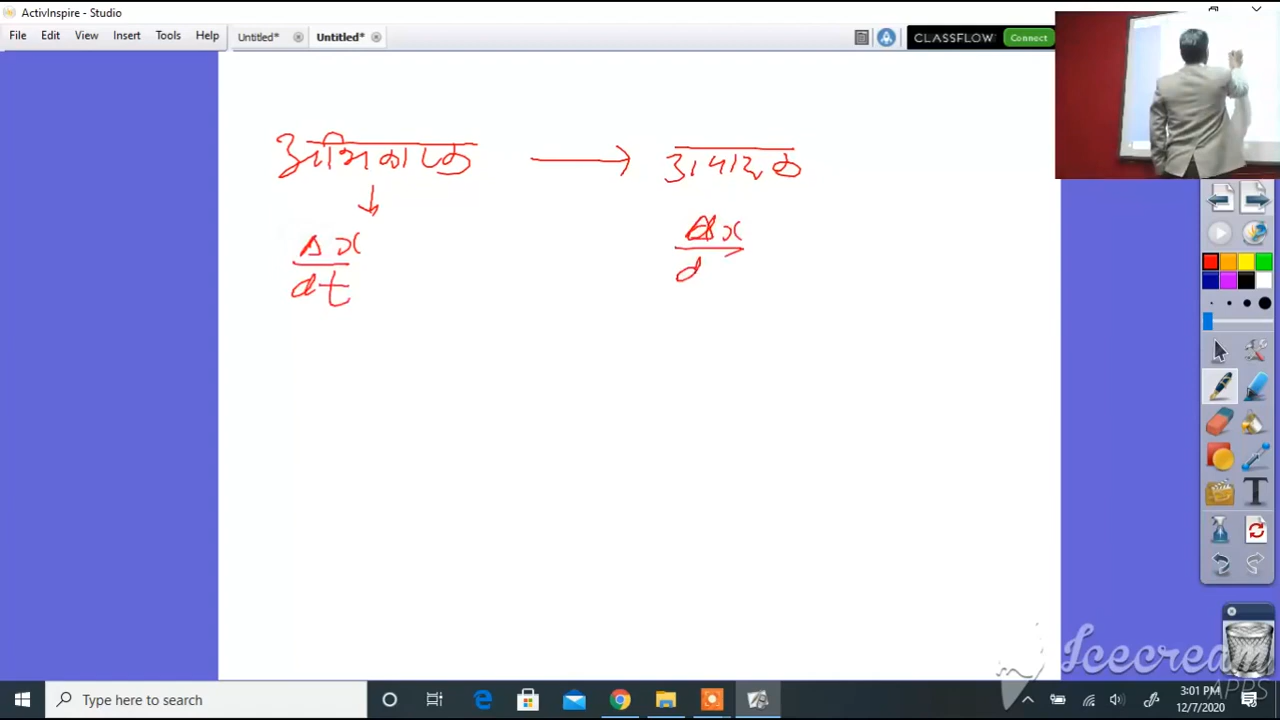 ActivInspire - Studio
File Edit View Insert Tools Help Untitled* Untitled*
CLASSFLOW Connect
अभिकारक → उत्पाद
↓
Δx Δx
dt d
T
Icecream
APPS
Type here to search
3:01 PM
12/7/2020